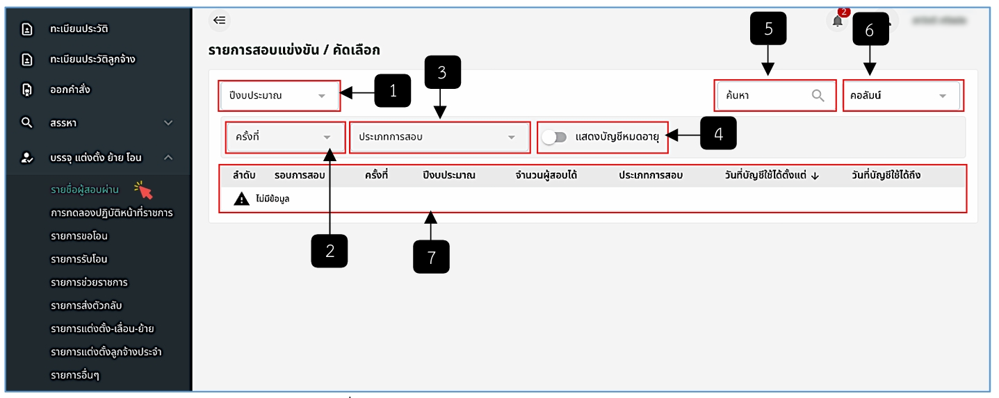 ทะเบียนประวัติ
ทะเบียนประวัติลูกจ้าง
ออกคำสั่ง
สรรหา
บรรจุ แต่งตั้ง ย้าย โอน
รายชื่อผู้สอบผ่าน
การทดลองปฏิบัติหน้าที่ราชการ
รายการขอโอน
รายการรับโอน
รายการช่วยราชการ
รายการส่งตัวกลับ
รายการแต่งตั้ง-เลื่อน-ย้าย
รายการแต่งตั้งลูกจ้างประจำ
รายการอื่นๆ
2
รายการสอบแข่งขัน / คัดเลือก
5
6
3
1
ปีงบประมาณ
ค้นหา
คอลัมน์
ครั้งที่
ประเภทการสอบ
แสดงบัญชีหมดอายุ
4
ลำดับ รอบการสอบ ครั้งที่ ปีงบประมาณ จำนวนผู้สอบได้ ประเภทการสอบ วันที่บัญชีใช้ได้ตั้งแต่ ↓ วันที่บัญชีใช้ได้ถึง
ไม่มีข้อมูล
2
7